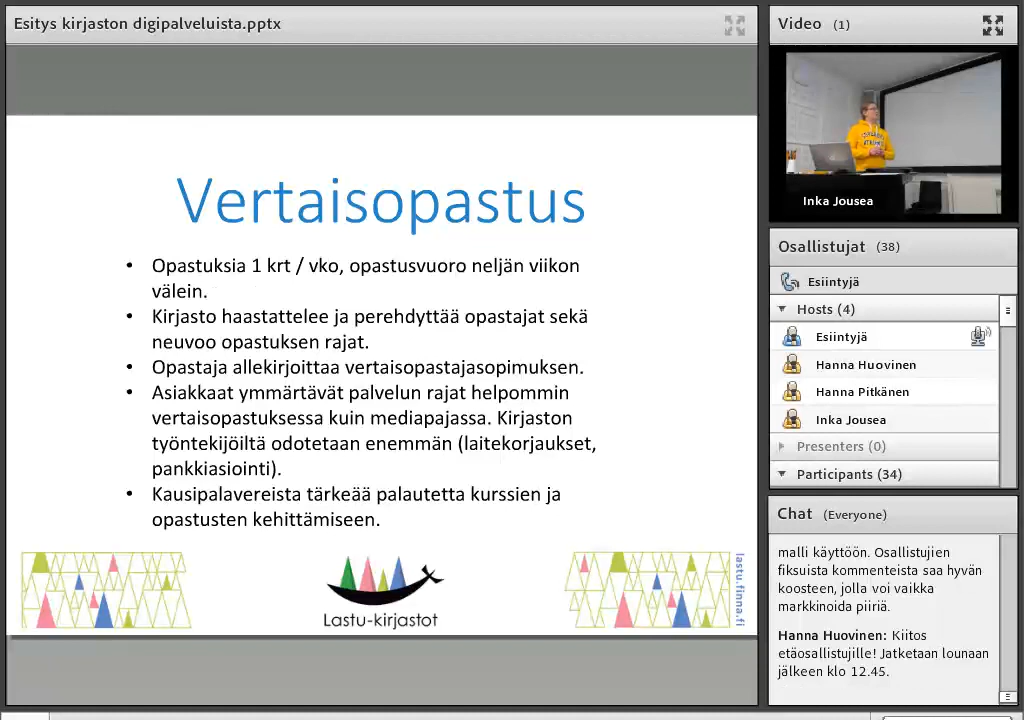 Esitys kirjaston digipalveluista.pptx
Vertaisopastus
• Opastuksia 1 krt / vko, opastusvuoro neljän viikon
välein.
• Kirjasto haastattelee ja perehdyttää opastajat sekä
neuvoo opastuksen rajat.
• Opastaja allekirjoittaa vertaisopastajasopimuksen.
• Asiakkaat ymmärtävät palvelun rajat helpommin
vertaisopastuksessa kuin mediapajassa. Kirjaston
työntekijöiltä odotetaan enemmän (laitekorjaukset,
pankkiasiointi).
• Kausipalavereista tärkeää palautetta kurssien ja
opastusten kehittämiseen.
Lastu-kirjastot
lastu.finna.fi
Video (1)
Inka Jousea
Osallistujat (38)
Esiintyjä
Hosts (4)
Esiintyjä
Hanna Huovinen
Hanna Pitkänen
Inka Jousea
Presenters (0)
Participants (34)
Chat (Everyone)
malli käyttöön. Osallistujien
fiksuista kommenteista saa hyvän
koosteen, jolla voi vaikka
markkinoida piiriä.
Hanna Huovinen: Kiitos
etäosallistujille! Jatketaan lounaan
jälkeen klo 12.45.